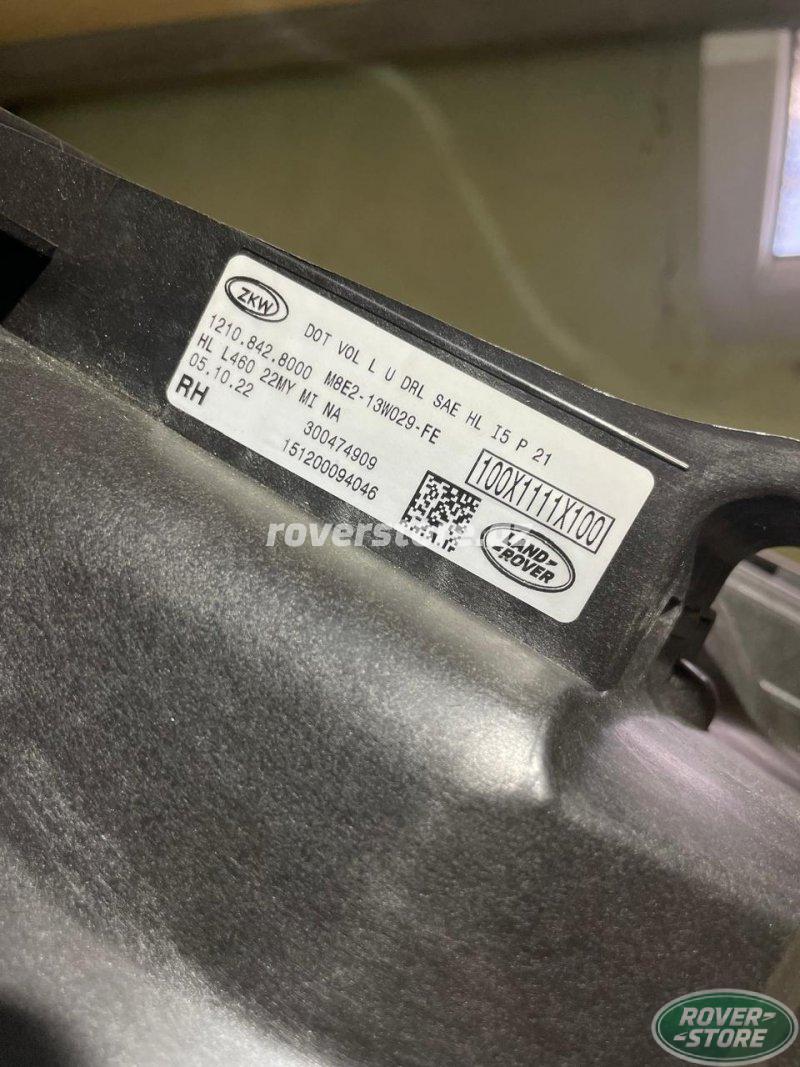 ZKW
DOT VOL L U DRL SAE HL I5 P 21
1210.842.8000 M8E2-13W029-FE
HL L460 22MY MI NA
05.10.22
RH
300474909
151200094046
100X1111X100
LAND-
ROVER
ROVER-
STORE